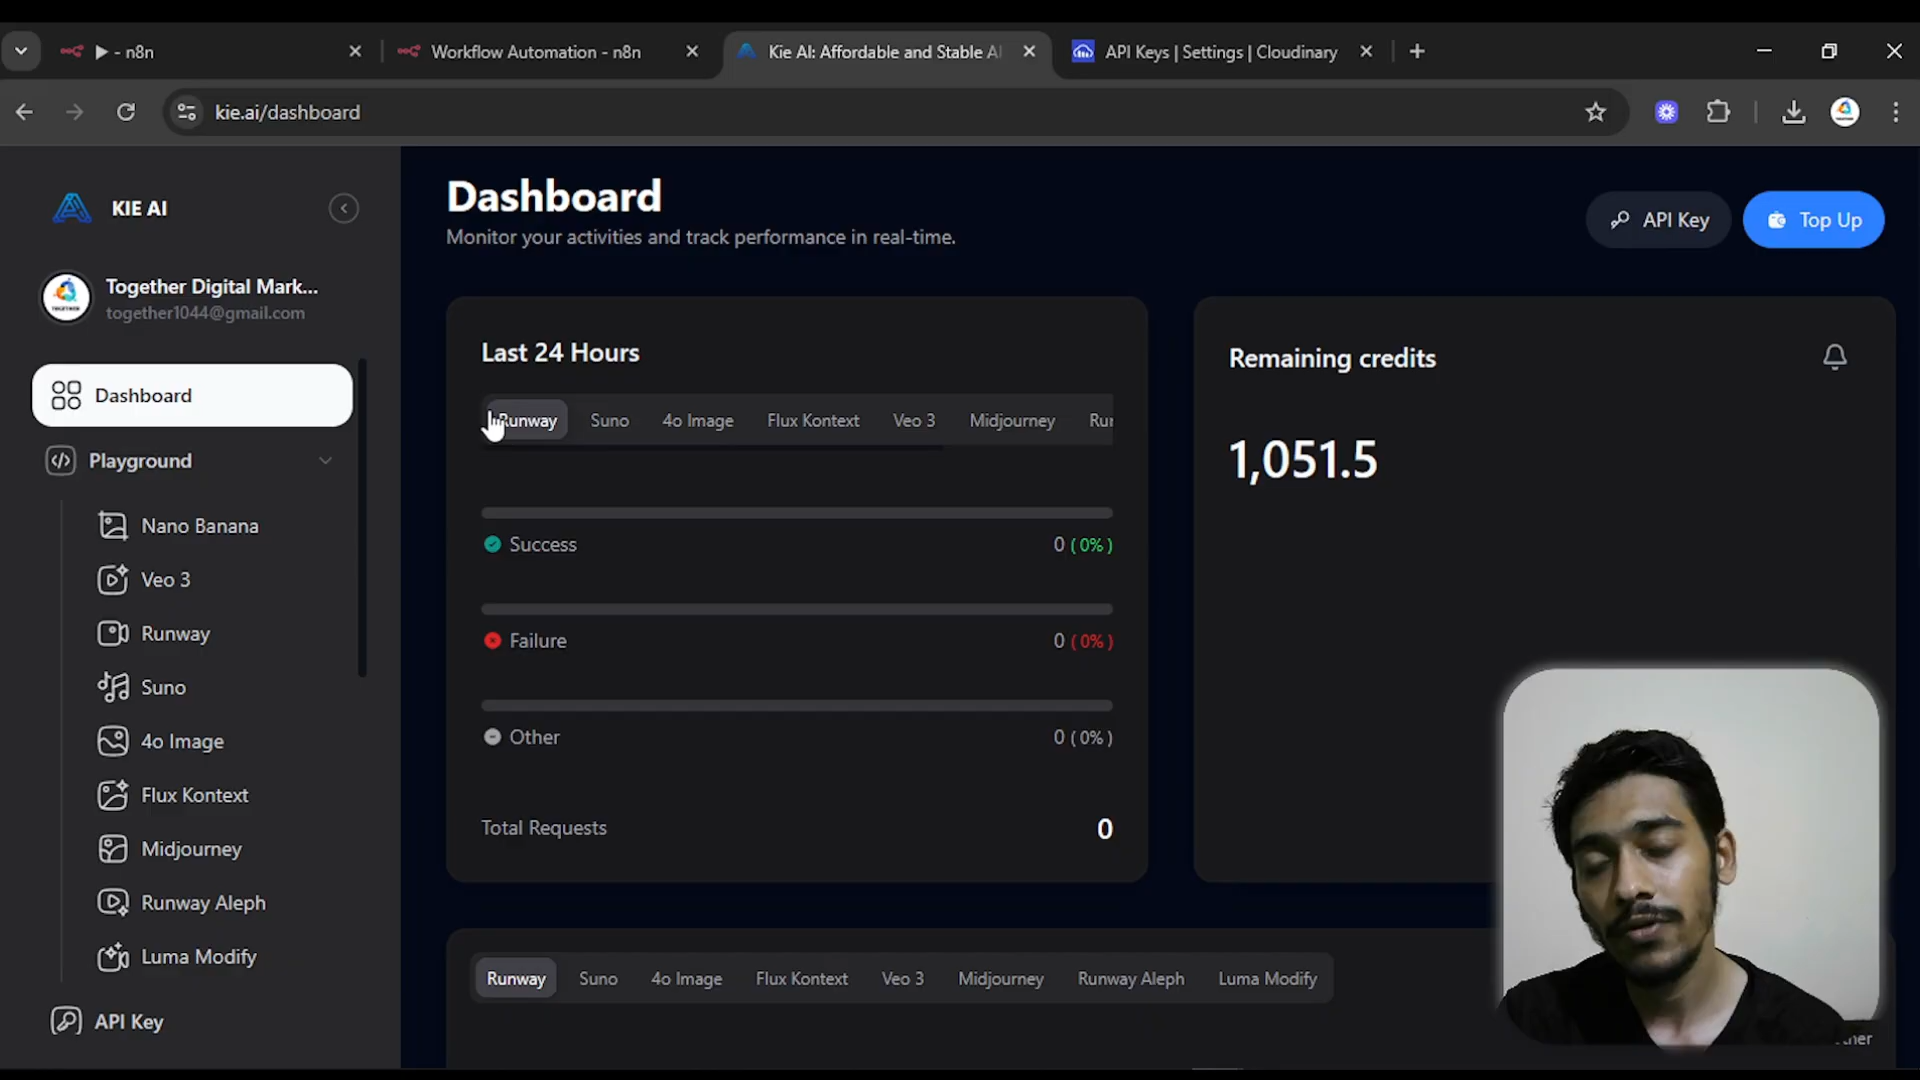 ▶ - n8n
Workflow Automation - n8n
Kie AI: Affordable and Stable AI
API Keys | Settings | Cloudinary
kie.ai/dashboard
KIE AI
Together Digital Mark...
together1044@gmail.com
Dashboard
Playground
Nano Banana
Veo 3
Runway
Suno
4o Image
Flux Kontext
Midjourney
Runway Aleph
Luma Modify
API Key
Dashboard
Monitor your activities and track performance in real-time.
API Key
Top Up
Last 24 Hours
Runway Suno 4o Image Flux Kontext Veo 3 Midjourney Run
Success 0 ( 0% )
Failure 0 ( 0% )
Other 0 ( 0% )
Total Requests 0
Remaining credits
1,051.5
Runway Suno 4o Image Flux Kontext Veo 3 Midjourney Runway Aleph Luma Modify